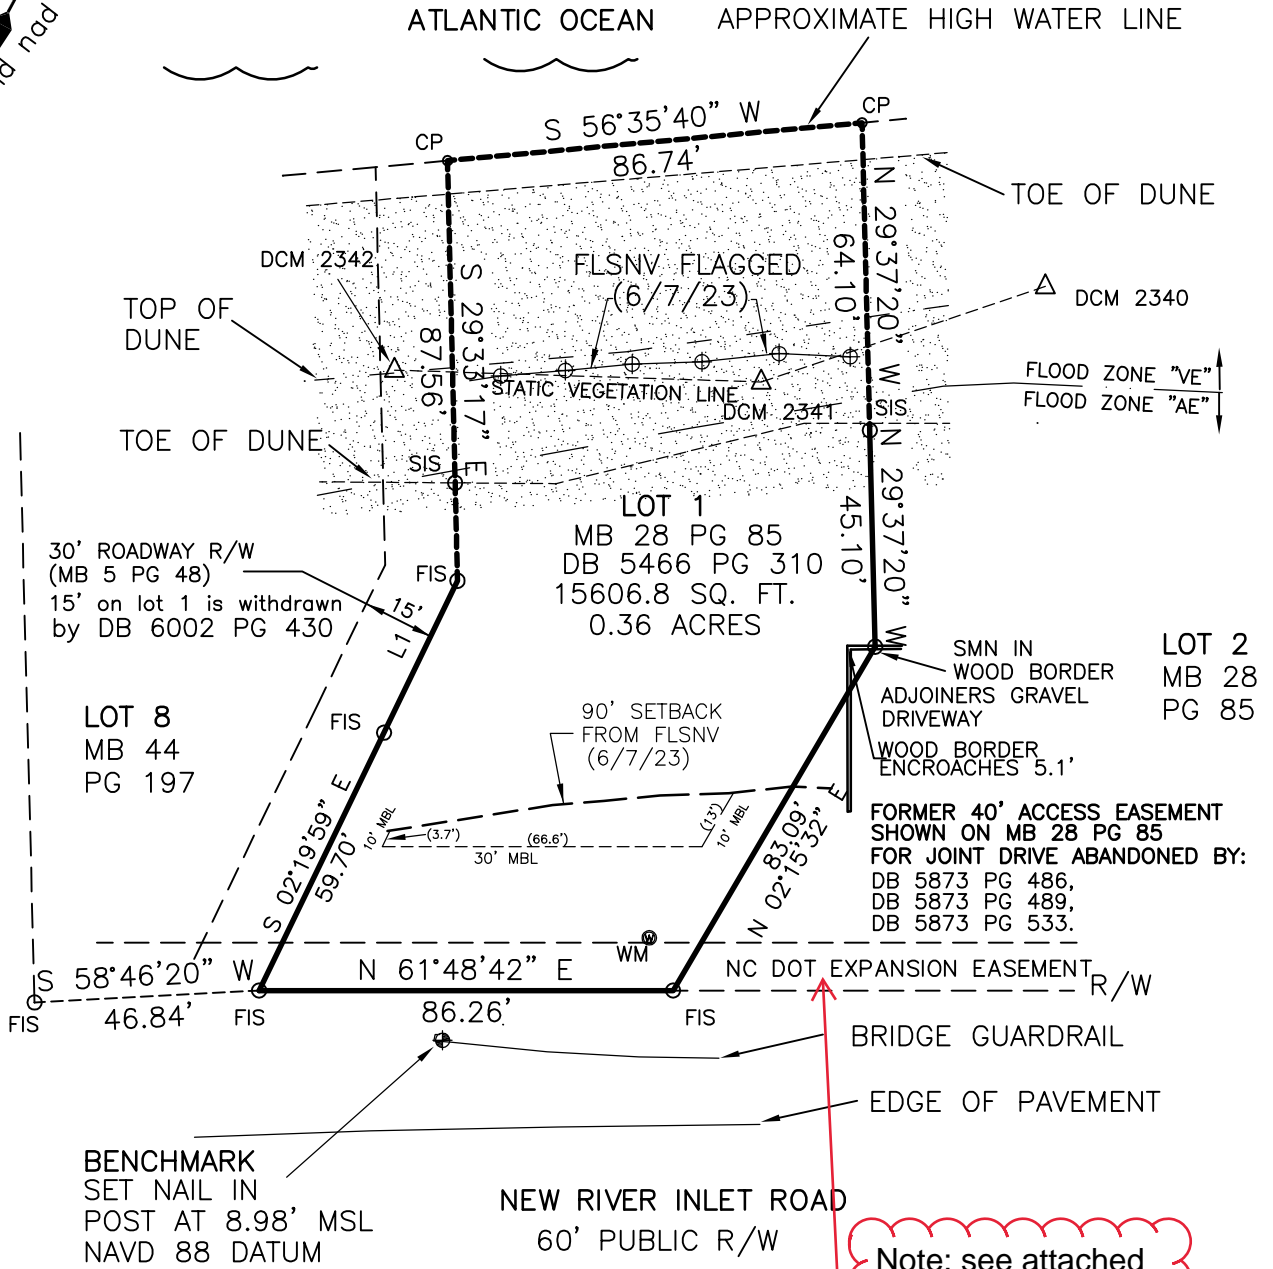 nad
ATLANTIC OCEAN
APPROXIMATE HIGH WATER LINE
CP
S 56°35'40" W
86.74'
CP
TOE OF DUNE
N 29°37'20" W
64.10'
DCM 2342
S 29°33'17" E
87.56'
FLSNV FLAGGED
(6/7/23)
DCM 2340
TOP OF
DUNE
STATIC VEGETATION LINE
DCM 2341
FLOOD ZONE "VE"
FLOOD ZONE "AE"
SIS
TOE OF DUNE
SIS
N 29°37'20" W
45.10'
LOT 1
MB 28 PG 85
DB 5466 PG 310
15606.8 SQ. FT.
0.36 ACRES
30' ROADWAY R/W
(MB 5 PG 48)
15' on lot 1 is withdrawn
by DB 6002 PG 430
FIS
15'
L1
SMN IN
WOOD BORDER
LOT 2
MB 28
PG 85
ADJOINERS GRAVEL
DRIVEWAY
WOOD BORDER
ENCROACHES 5.1'
LOT 8
MB 44
PG 197
FIS
90' SETBACK
FROM FLSNV
(6/7/23)
S 02°19'59" E
59.70'
10' MBL
(3.7')
(66.6')
30' MBL
(13')
10' MBL
83.09'
N 02°15'32" E
FORMER 40' ACCESS EASEMENT
SHOWN ON MB 28 PG 85
FOR JOINT DRIVE ABANDONED BY:
DB 5873 PG 486,
DB 5873 PG 489,
DB 5873 PG 533.
W
WM
S 58°46'20" W
46.84'
FIS
FIS
N 61°48'42" E
86.26'
FIS
NC DOT EXPANSION EASEMENT
R/W
BRIDGE GUARDRAIL
EDGE OF PAVEMENT
BENCHMARK
SET NAIL IN
POST AT 8.98' MSL
NAVD 88 DATUM
NEW RIVER INLET ROAD
60' PUBLIC R/W
Note: see attached